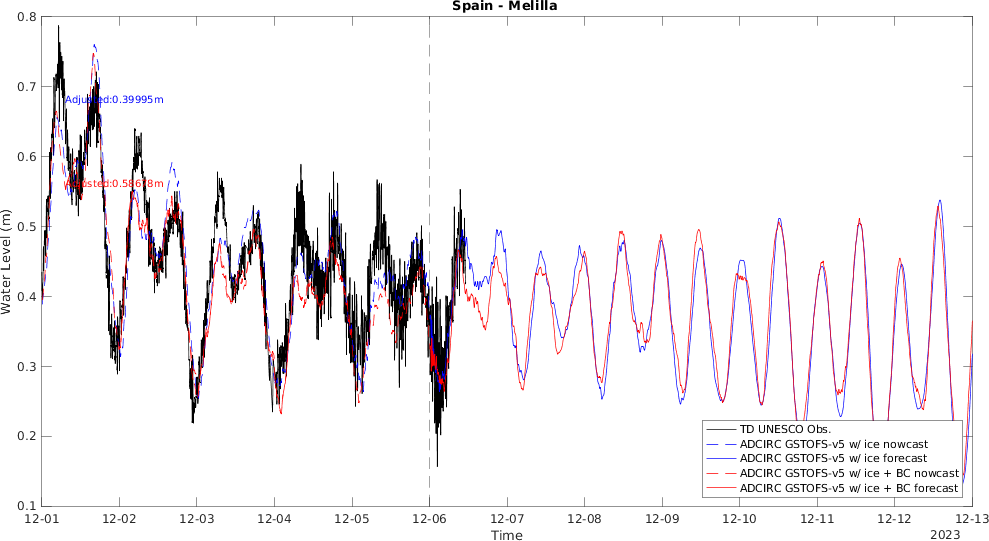 Spain - Melilla
0.8
0.7
0.6
0.5
0.4
0.3
0.2
0.1
Water Level (m)
Adjusted:0.39995m
Adjusted:0.58678m
TD UNESCO Obs.
ADCIRC GSTOFS-v5 w/ ice nowcast
ADCIRC GSTOFS-v5 w/ ice forecast
ADCIRC GSTOFS-v5 w/ ice + BC nowcast
ADCIRC GSTOFS-v5 w/ ice + BC forecast
12-01 12-02 12-03 12-04 12-05 12-06 12-07 12-08 12-09 12-10 12-11 12-12 12-13
Time
2023